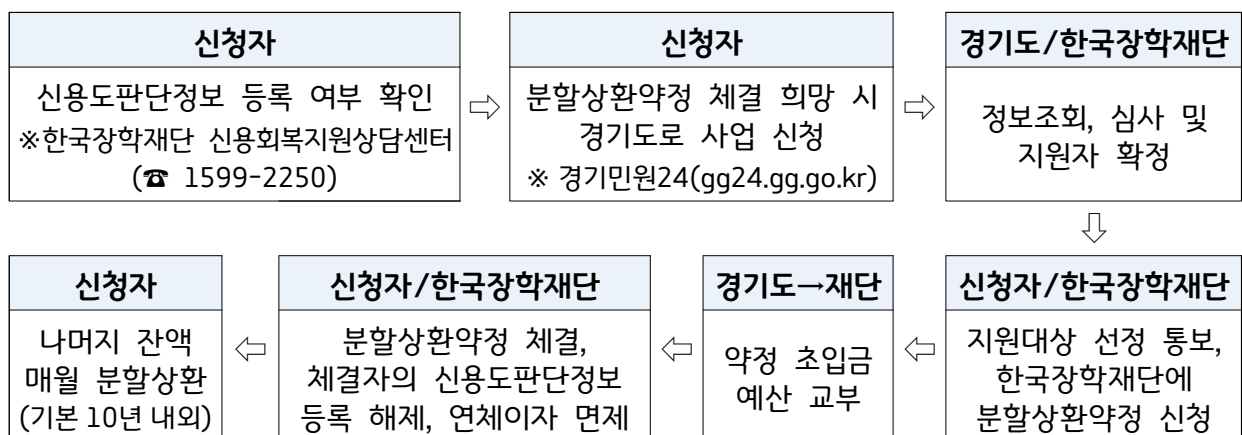 신청자
신용도판단정보 등록 여부 확인
※한국장학재단 신용회복지원상담센터
(☎ 1599-2250)
⇨
신청자
분할상환약정 체결 희망 시
경기도로 사업 신청
※ 경기민원24(gg24.gg.go.kr)
⇨
경기도/한국장학재단
정보조회, 심사 및
지원자 확정
⇩
신청자/한국장학재단
지원대상 선정 통보,
한국장학재단에
분할상환약정 신청
⇦
경기도→재단
약정 초입금
예산 교부
⇦
신청자/한국장학재단
분할상환약정 체결,
체결자의 신용도판단정보
등록 해제, 연체이자 면제
⇦
신청자
나머지 잔액
매월 분할상환
(기본 10년 내외)